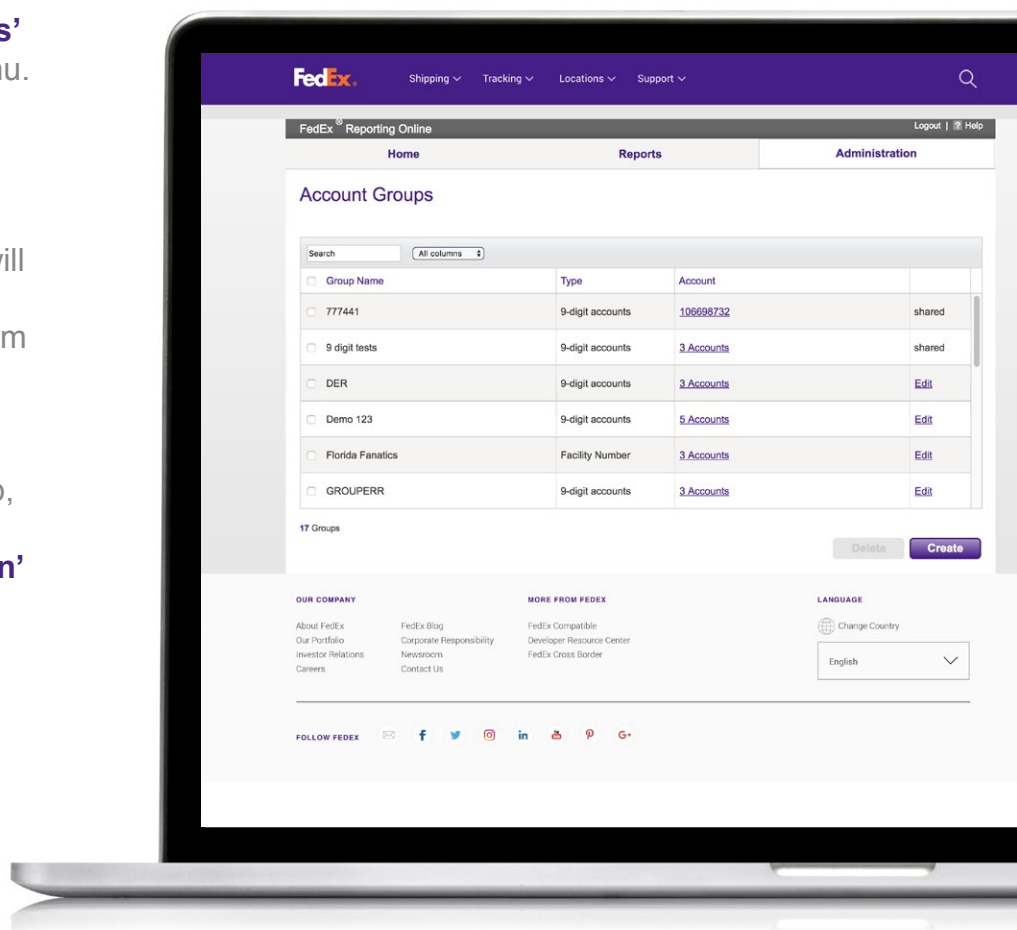 s’
nu.
will
m
o,
n’
FedEx® Shipping Tracking Locations Support
FedEx® Reporting Online Logout | ? Help
Home Reports Administration
Account Groups
Search All columns
Group Name Type Account
777441 9-digit accounts 106698732 shared
9 digit tests 9-digit accounts 3 Accounts shared
DER 9-digit accounts 3 Accounts Edit
Demo 123 9-digit accounts 5 Accounts Edit
Florida Fanatics Facility Number 3 Accounts Edit
GROUPERR 9-digit accounts 3 Accounts Edit
17 Groups
Delete Create
OUR COMPANY MORE FROM FEDEX LANGUAGE
About FedEx FedEx Blog FedEx Compatible Change Country
Our Portfolio Corporate Responsibility Developer Resource Center
Investor Relations Newsroom FedEx Cross Border English
Careers Contact Us
FOLLOW FEDEX